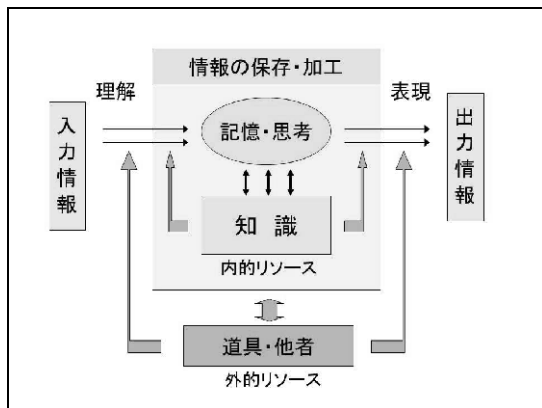 情報の保存・加工
理解
表現
入力情報
記憶・思考
出力情報
知識
内的リソース
道具・他者
外的リソース